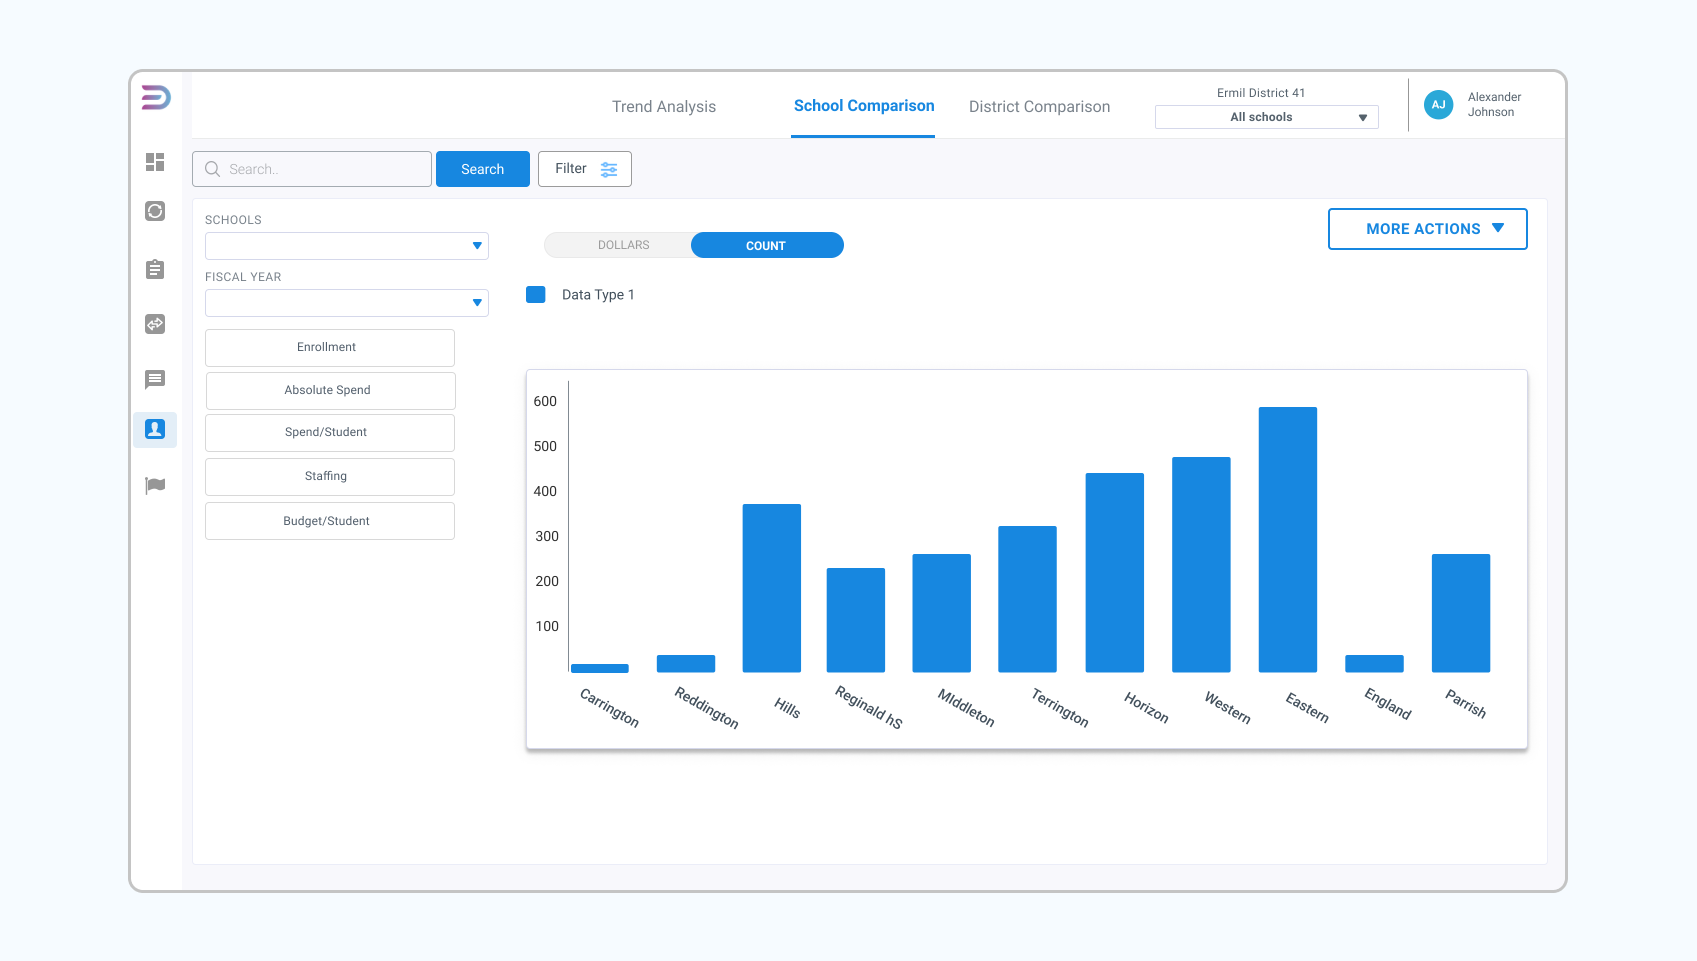 Trend Analysis
School Comparison
District Comparison
Ermil District 41
All schools
AJ
Alexander
Johnson
Search..
Search
Filter
SCHOOLS
DOLLARS
COUNT
MORE ACTIONS
FISCAL YEAR
Data Type 1
Enrollment
Absolute Spend
Spend/Student
Staffing
Budget/Student
600
500
400
300
200
100
Carrington
Reddington
Hills
Reginald hS
MIddleton
Terrington
Horizon
Western
Eastern
England
Parrish